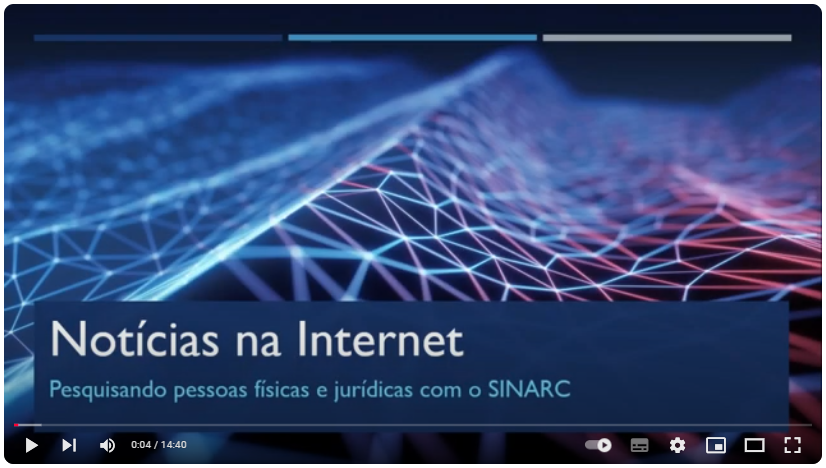 Notícias na Internet
Pesquisando pessoas físicas e jurídicas com o SINARC
0:04 / 14:40